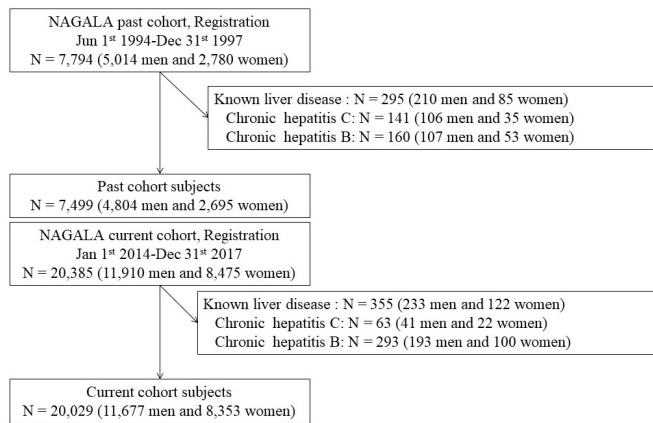 NAGALA past cohort, Registration
Jun 1st 1994-Dec 31st 1997
N = 7,794 (5,014 men and 2,780 women)
Known liver disease : N = 295 (210 men and 85 women)
Chronic hepatitis C: N = 141 (106 men and 35 women)
Chronic hepatitis B: N = 160 (107 men and 53 women)
Past cohort subjects
N = 7,499 (4,804 men and 2,695 women)
NAGALA current cohort, Registration
Jan 1st 2014-Dec 31st 2017
N = 20,385 (11,910 men and 8,475 women)
Known liver disease : N = 355 (233 men and 122 women)
Chronic hepatitis C: N = 63 (41 men and 22 women)
Chronic hepatitis B: N = 293 (193 men and 100 women)
Current cohort subjects
N = 20,029 (11,677 men and 8,353 women)